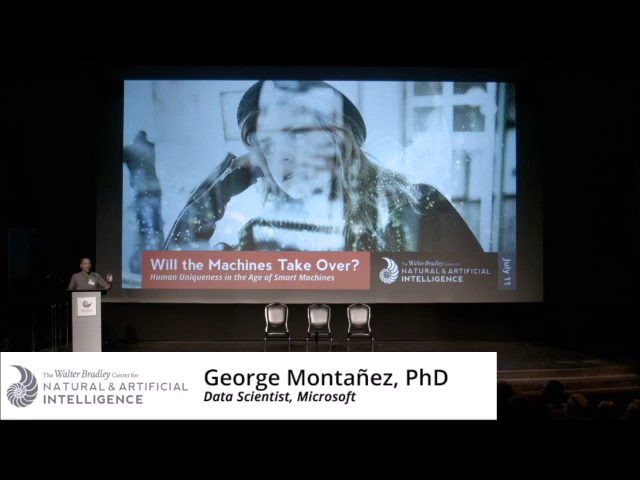 Will the Machines Take Over?
Human Uniqueness in the Age of Smart Machines
The Walter Bradley Center for
NATURAL & ARTIFICIAL
INTELLIGENCE
July 11
The Walter Bradley Center for
NATURAL & ARTIFICIAL
INTELLIGENCE
George Montañez, PhD
Data Scientist, Microsoft